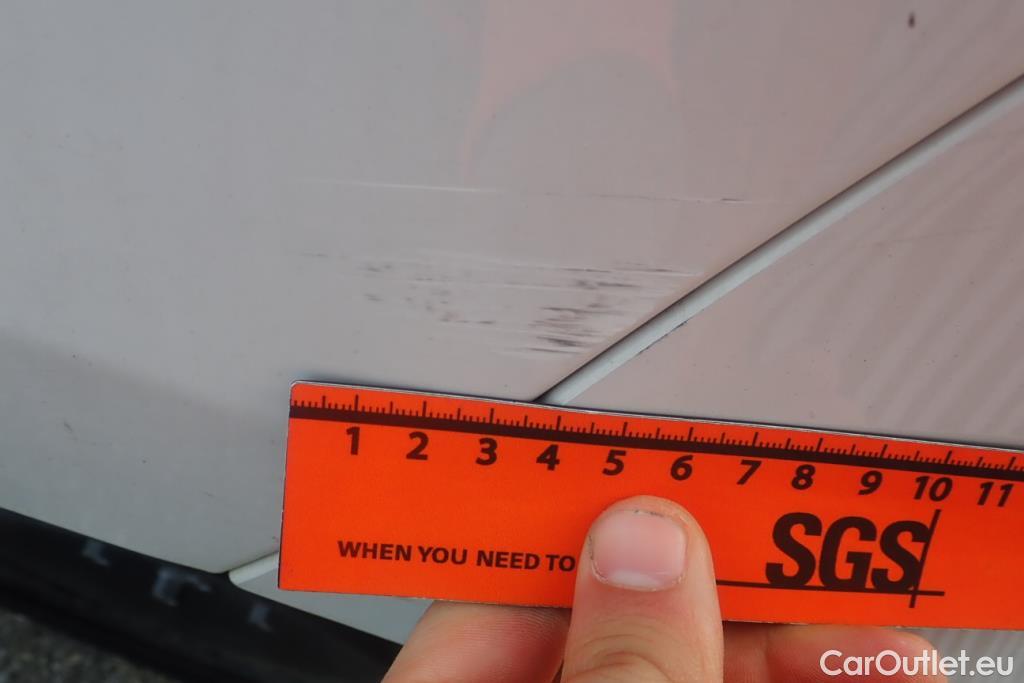 1 2 3 4 5 6 7 8 9 10 11
WHEN YOU NEED TO
SGS
CarOutlet.eu